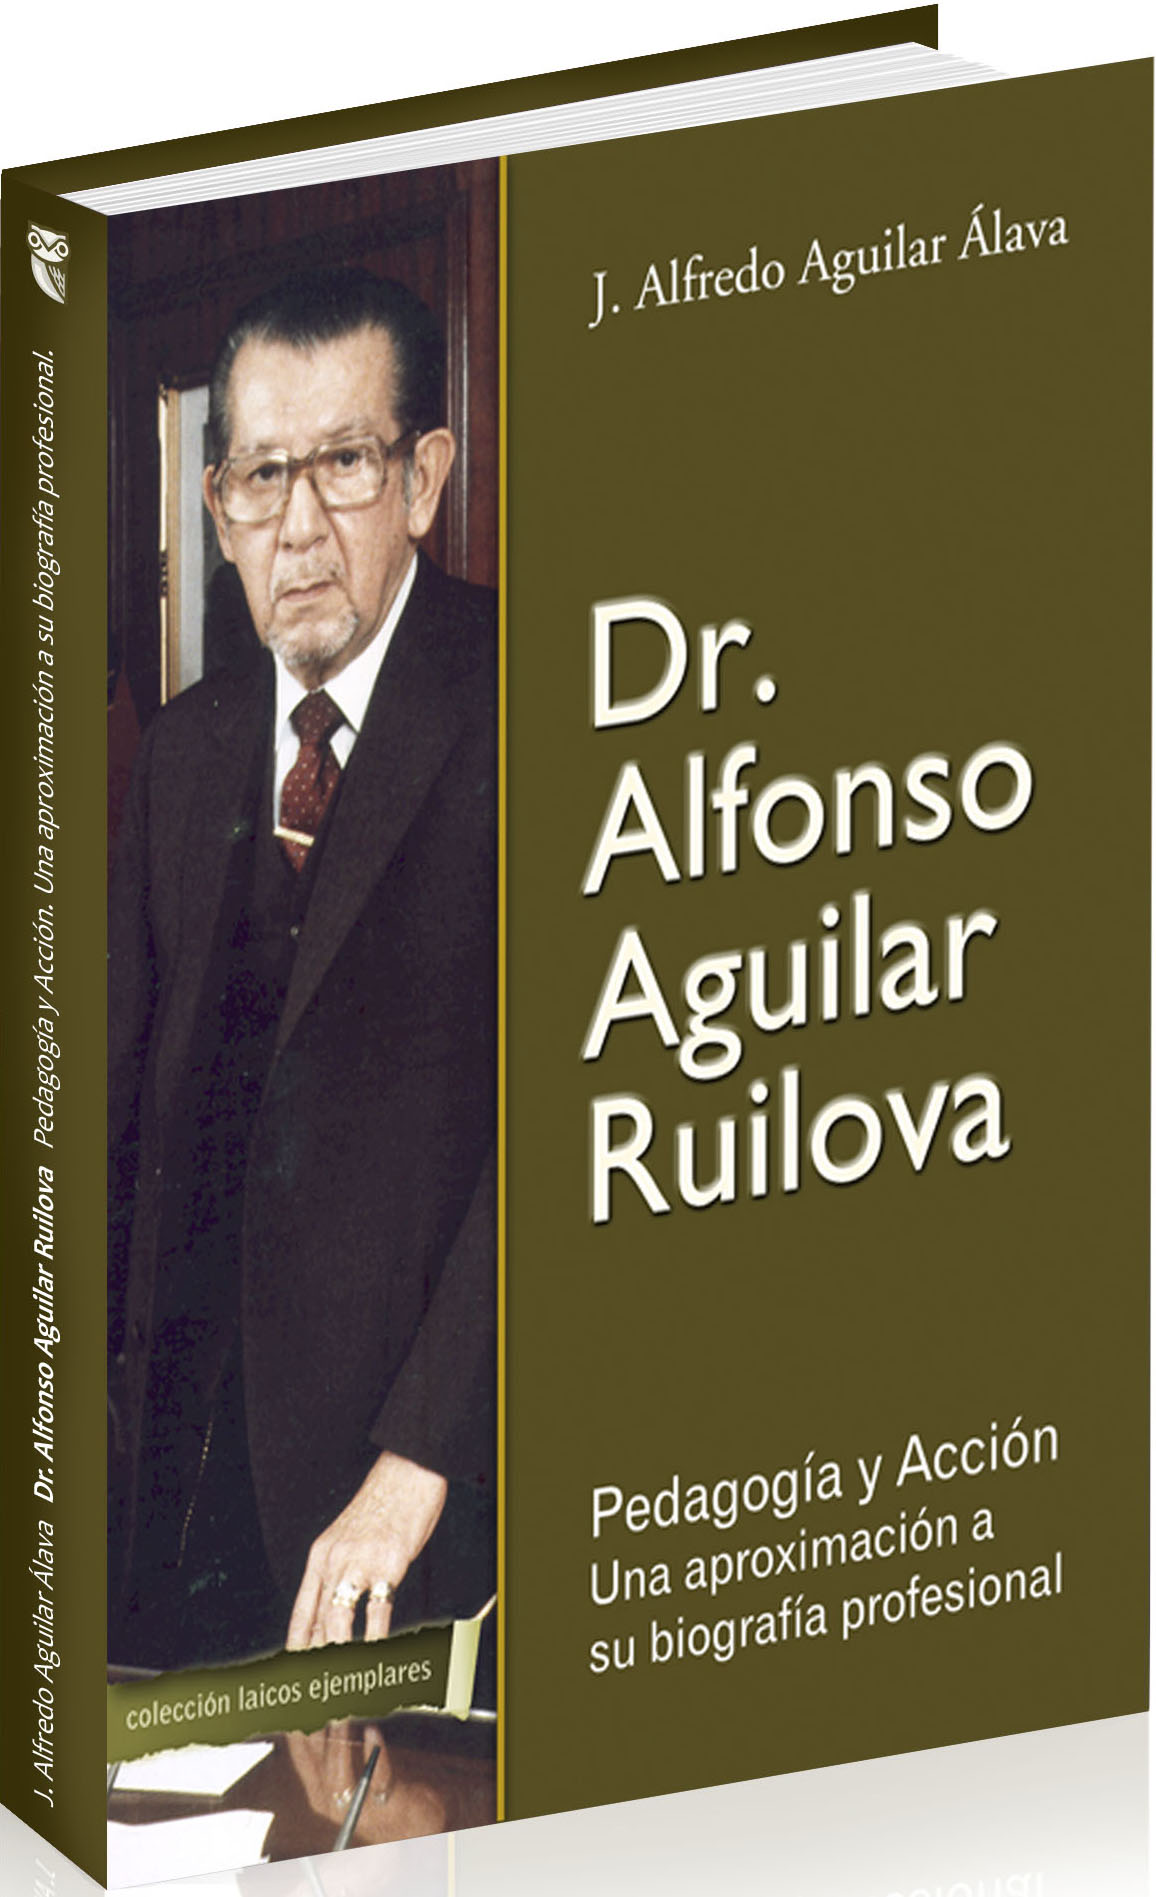 J. Alfredo Aguilar Álava
Dr.
Alfonso
Aguilar
Ruilova
Pedagogía y Acción
Una aproximación a
su biografía profesional
colección laicos ejemplares
J. Alfredo Aguilar Álava Dr. Alfonso Aguilar Ruilova Pedagogía y Acción. Una aproximación a su biografía profesional.